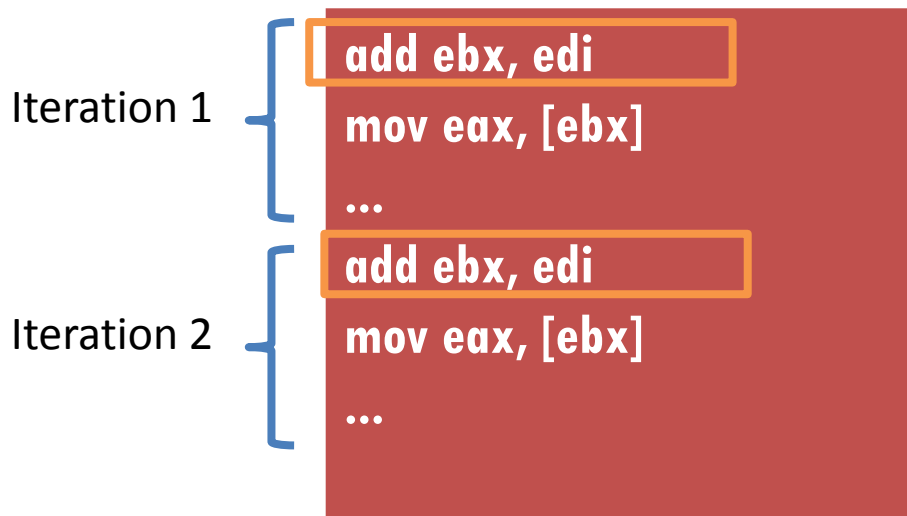 Iteration 1
add ebx, edi
mov eax, [ebx]
...
Iteration 2
add ebx, edi
mov eax, [ebx]
...